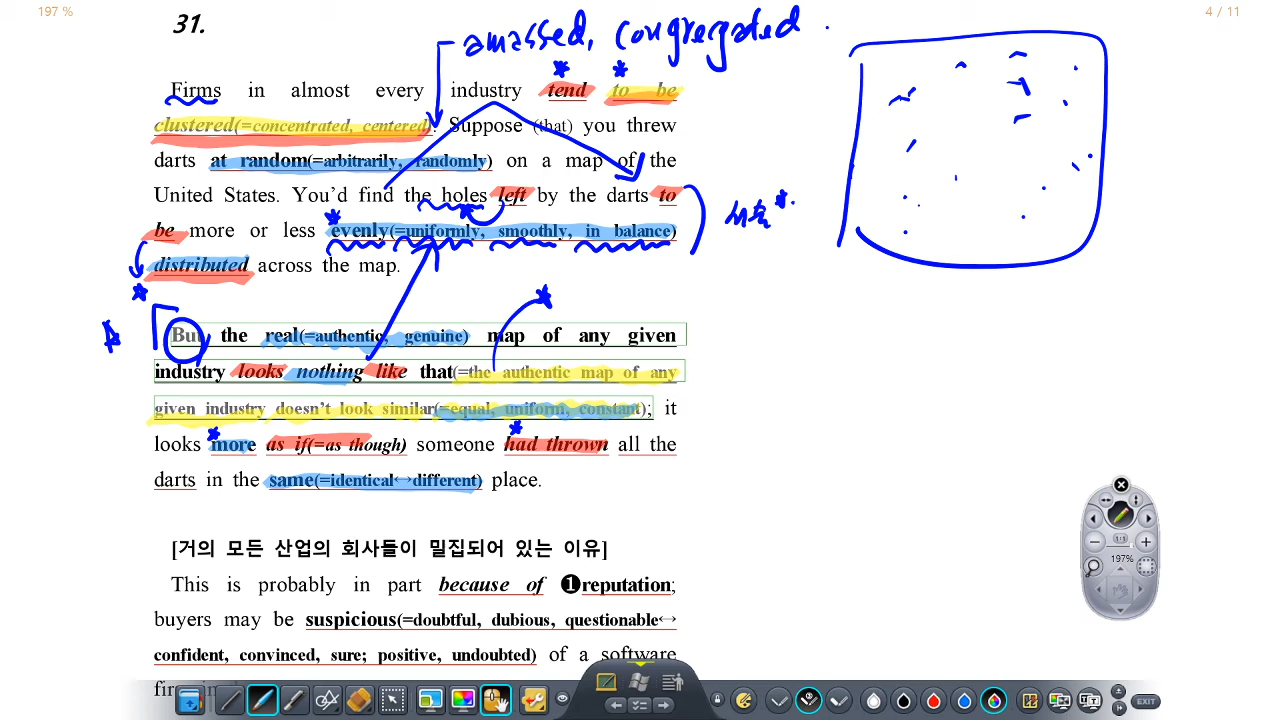 197 %
4 / 11
31.
amassed, congregated
Firms in almost every industry tend to be
clustered(=concentrated, centered). Suppose (that) you threw
darts at random(=arbitrarily, randomly) on a map of the
United States. You’d find the holes left by the darts to
be more or less evenly(=uniformly, smoothly, in balance)
서술
distributed across the map.
But the real(=authentic, genuine) map of any given
industry looks nothing like that(=the authentic map of any
given industry doesn’t look similar(=equal, uniform, constant); it
looks more as if(=as though) someone had thrown all the
darts in the same(=identical↔different) place.
[거의 모든 산업의 회사들이 밀집되어 있는 이유]
This is probably in part because of ❶reputation;
buyers may be suspicious(=doubtful, dubious, questionable↔
confident, convinced, sure; positive, undoubted) of a software
1:1
197%
EXIT